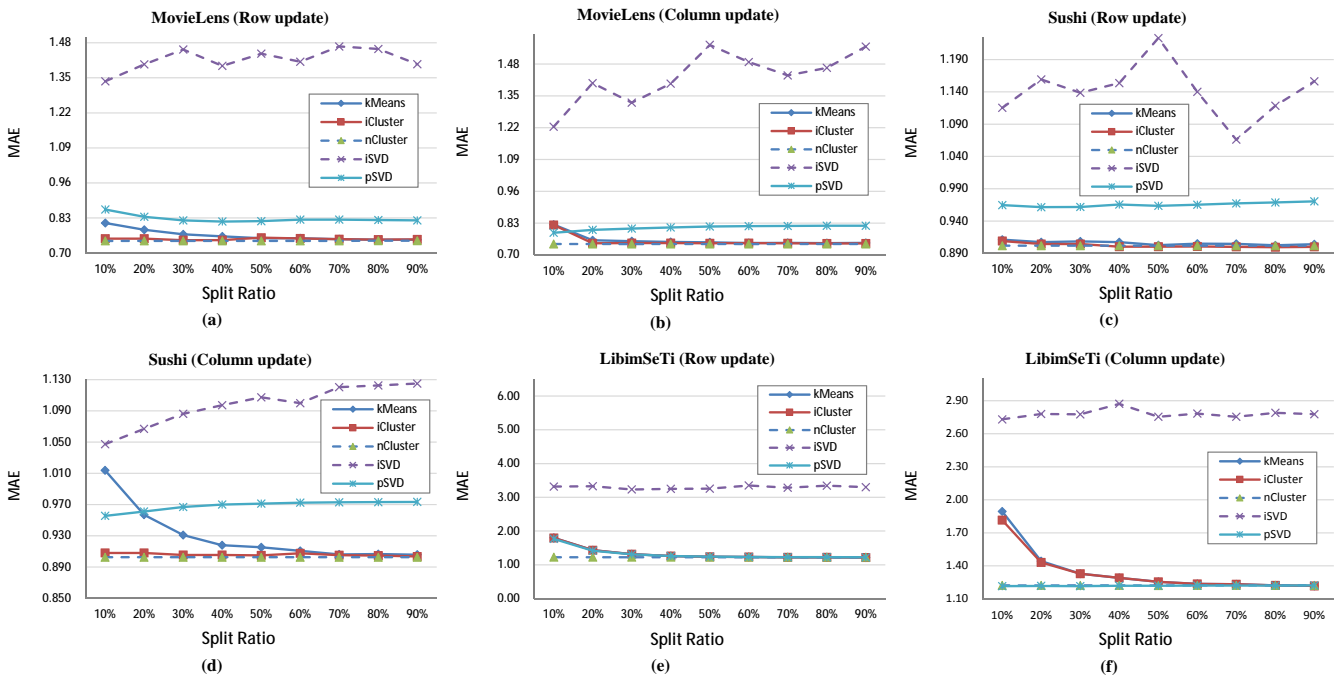 MovieLens (Row update)
1.48
1.35
1.22
1.09
0.96
0.83
0.70
MAE
kMeans
iCluster
nCluster
iSVD
pSVD
10% 20% 30% 40% 50% 60% 70% 80% 90%
Split Ratio
(a)
MovieLens (Column update)
1.48
1.35
1.22
1.09
0.96
0.83
0.70
MAE
kMeans
iCluster
nCluster
iSVD
pSVD
10% 20% 30% 40% 50% 60% 70% 80% 90%
Split Ratio
(b)
Sushi (Row update)
1.190
1.140
1.090
1.040
0.990
0.940
0.890
MAE
kMeans
iCluster
nCluster
iSVD
pSVD
10% 20% 30% 40% 50% 60% 70% 80% 90%
Split Ratio
(c)
Sushi (Column update)
1.130
1.090
1.050
1.010
0.970
0.930
0.890
0.850
MAE
kMeans
iCluster
nCluster
iSVD
pSVD
10% 20% 30% 40% 50% 60% 70% 80% 90%
Split Ratio
(d)
LibimSeTi (Row update)
6.00
5.00
4.00
3.00
2.00
1.00
0.00
MAE
kMeans
iCluster
nCluster
iSVD
pSVD
10% 20% 30% 40% 50% 60% 70% 80% 90%
Split Ratio
(e)
LibimSeTi (Column update)
2.90
2.60
2.30
2.00
1.70
1.40
1.10
MAE
kMeans
iCluster
nCluster
iSVD
pSVD
10% 20% 30% 40% 50% 60% 70% 80% 90%
Split Ratio
(f)